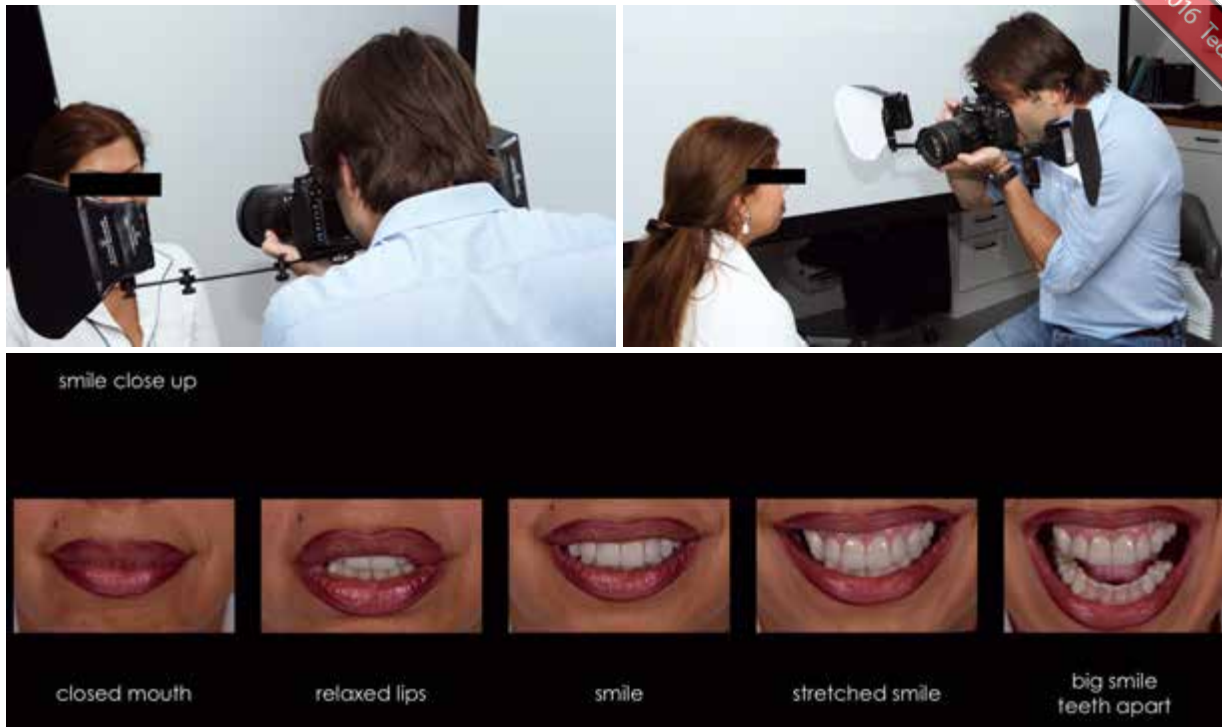 smile close up
closed mouth
relaxed lips
smile
stretched smile
big smile
teeth apart